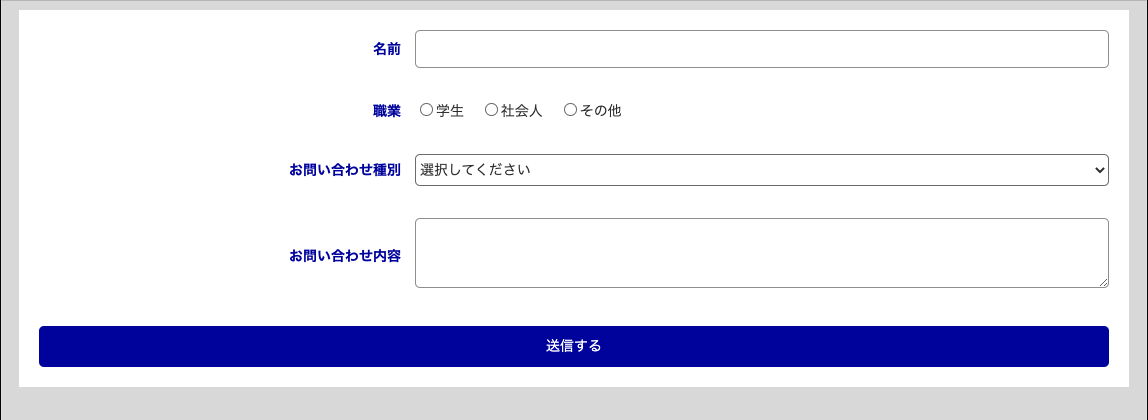 名前
職業 学生 社会人 その他
お問い合わせ種別 選択してください
お問い合わせ内容
送信する